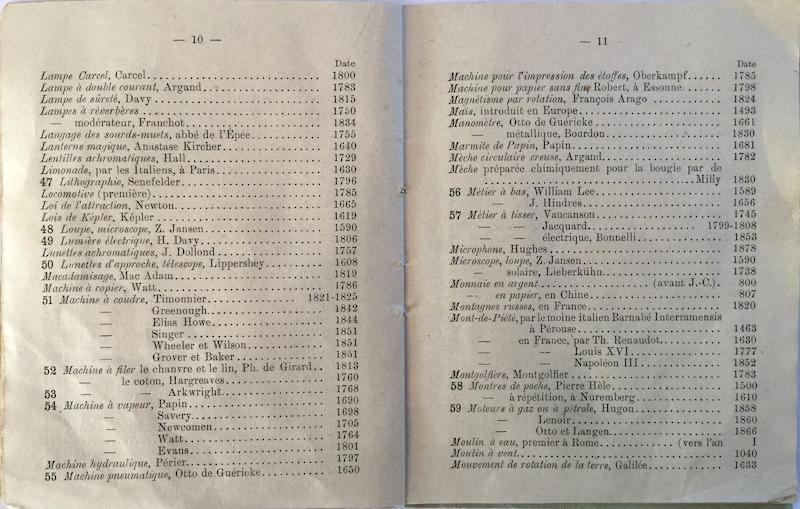 — 10 —
Date
Lampe Carcel, Carcel 1800
Lampe à double courant, Argand 1783
Lampe de sûreté, Davy 1815
Lampes à réverbères 1750
— modérateur, Franchot 1834
Langage des sourds-muets, abbé de l'Épée 1755
Lanterne magique, Anastase Kircher 1640
Lentilles achromatiques, Hall 1729
Limonade, par les Italiens, à Paris 1630
47 Lithographie, Senefelder 1796
Locomotive (première) 1785
Loi de l'attraction, Newton 1665
Lois de Képler, Képler 1619
48 Loupe, microscope, Z. Jansen 1590
49 Lumière électrique, H. Davy 1806
Lunettes achromatiques, J. Dollond 1757
50 Lunettes d'approche, télescope, Lippershey 1608
Macadamisage, Mac Adam 1819
Machine à copier, Watt 1786
51 Machine à coudre, Timonnier 1821-1825
— Greenough 1842
— Elias Howe 1844
— Singer 1851
— Wheeler et Wilson 1851
— Grover et Baker 1851
52 Machine à filer le chanvre et le lin, Ph. de Girard 1813
— le coton, Hargreaves 1760
53 — — Arkwright 1768
54 Machine à vapeur, Papin 1690
— Savery 1698
— Newcomen 1705
— Watt 1764
— Evans 1801
Machine hydraulique, Périer 1797
55 Machine pneumatique, Otto de Guéricke 1650
— 11 —
Date
Machine pour l'impression des étoffes, Oberkampf 1785
Machine pour papier sans fin, Robert, à Essonne 1798
Magnétisme par rotation, François Arago 1824
Maïs, introduit en Europe 1493
Manomètre, Otto de Guéricke 1661
— métallique, Bourdon 1830
Marmite de Papin, Papin 1681
Mèche circulaire creuse, Argand 1782
Mèche préparée chimiquement pour la bougie par de
Milly 1830
56 Métier à bas, William Lee 1589
— J. Hindres 1656
57 Métier à tisser, Vaucanson 1745
— — Jacquard 1799-1808
— électrique, Bonnelli 1853
Microphone, Hughes 1878
Microscope, loupe, Z. Jansen 1590
— solaire, Lieberkühn 1738
Monnaie en argent (avant J.-C.). 800
— en papier, en Chine 807
Montagnes russes, en France 1820
Mont-de-Piété, par le moine italien Barnabé Interramensis
à Pérouse 1463
— en France, par Th. Renaudot 1630
— — Louis XVI 1777
— — Napoléon III 1852
Montgolfière, Montgolfier 1783
58 Montres de poche, Pierre Hèle 1500
— à répétition, à Nuremberg 1610
59 Moteurs à gaz ou à pétrole, Hugon 1858
— Lenoir 1860
— Otto et Langen 1866
Moulin à eau, premier à Rome (vers l'an I
Moulin à vent 1040
Mouvement de rotation de la terre, Galilée 1633